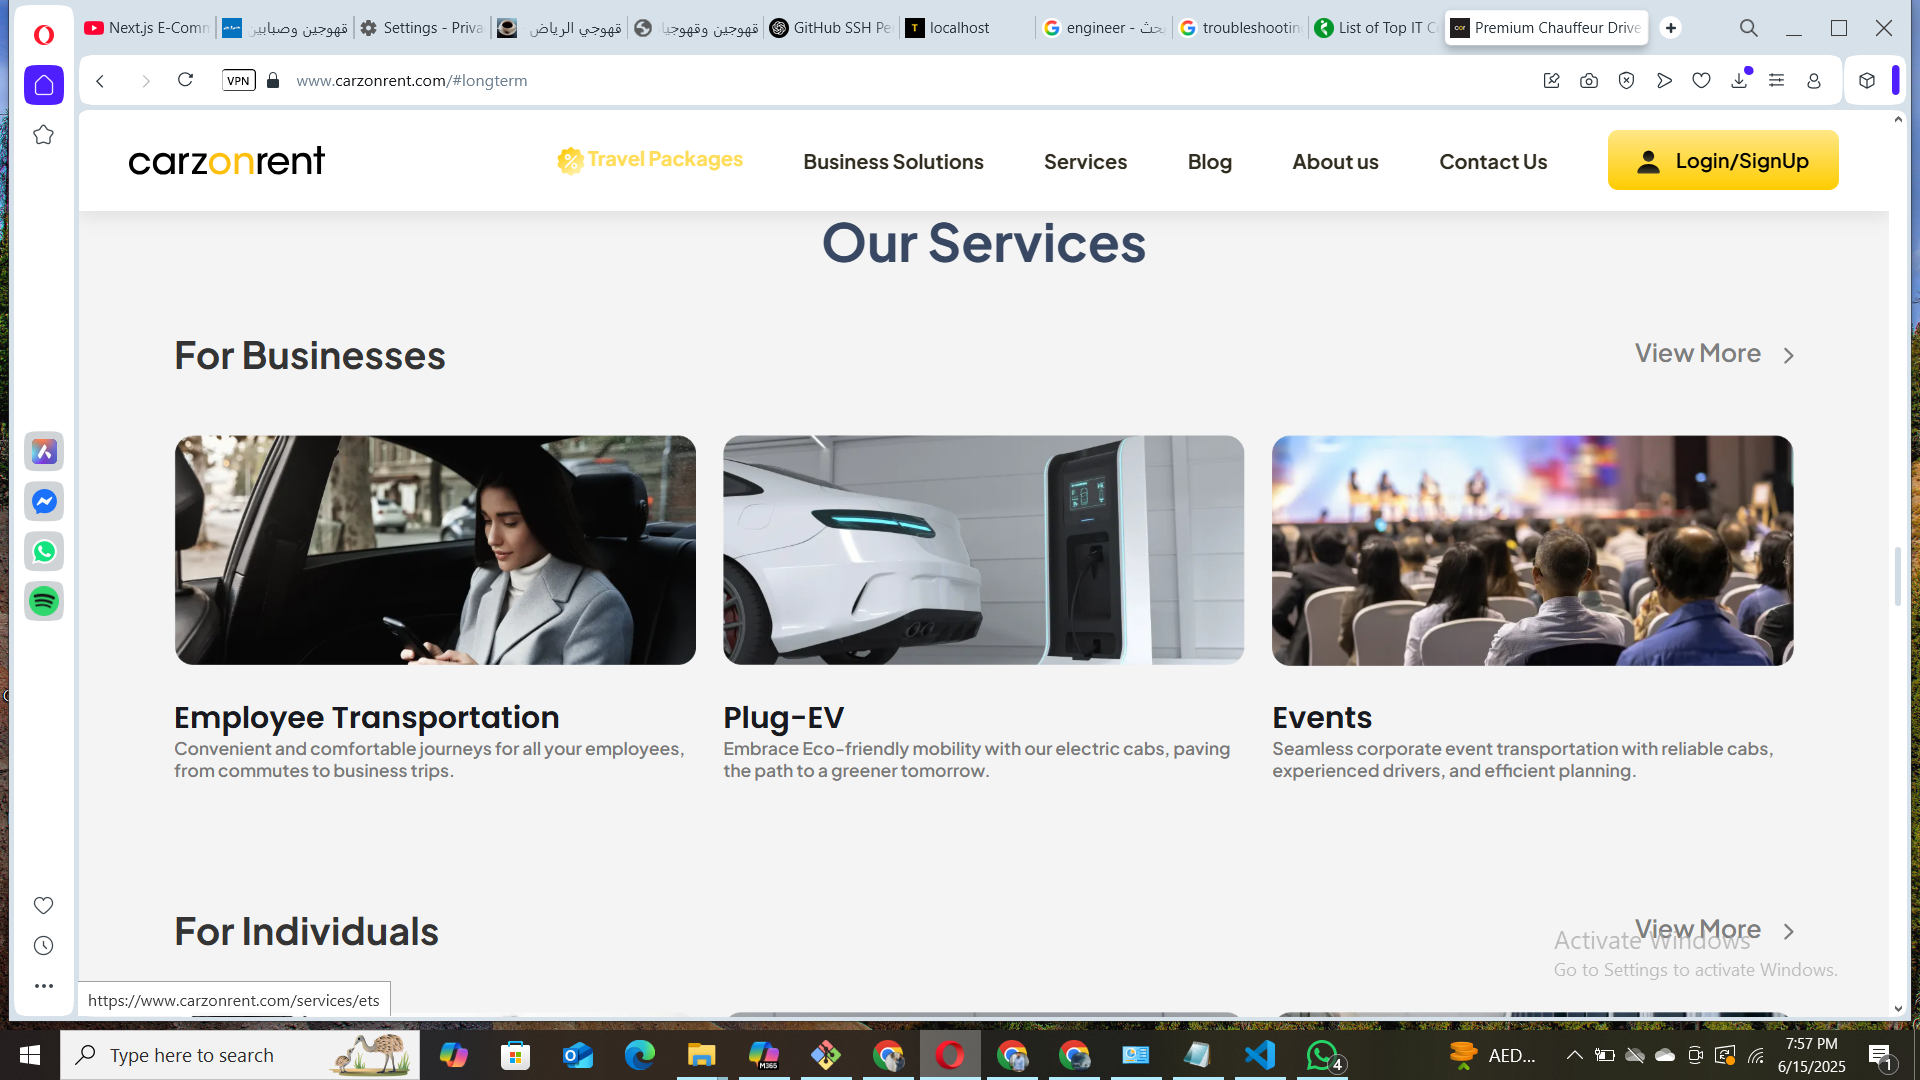 Next.js E-Comm
قهوجين وصبابين
Settings - Priva
قهوجي الرياض -
قهوجين وقهوجيا
GitHub SSH Pe
localhost
engineer - بحث
troubleshooting
List of Top IT C
Premium Chauffeur Drive
VPN
www.carzonrent.com/#longterm
carzonrent
Travel Packages
Business Solutions
Services
Blog
About us
Contact Us
Login/SignUp
Our Services
For Businesses
View More
Employee Transportation
Convenient and comfortable journeys for all your employees,
from commutes to business trips.
Plug-EV
Embrace Eco-friendly mobility with our electric cabs, paving
the path to a greener tomorrow.
Events
Seamless corporate event transportation with reliable cabs,
experienced drivers, and efficient planning.
For Individuals
View More
Activate Windows
Go to Settings to activate Windows.
https://www.carzonrent.com/services/ets
Type here to search
M365
4
AED...
7:57 PM
6/15/2025
1